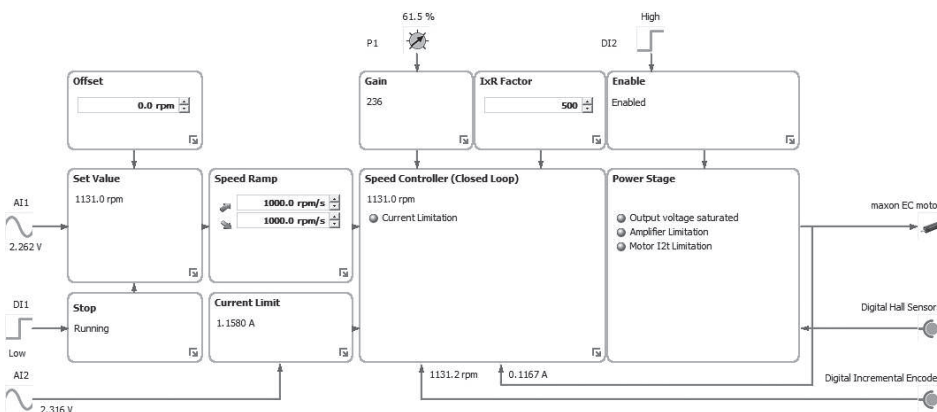 61.5 %
P1
High
DI2
Offset
0.0 rpm
Gain
236
IxR Factor
500
Enable
Enabled
Set Value
1131.0 rpm
Speed Ramp
1000.0 rpm/s
1000.0 rpm/s
Speed Controller (Closed Loop)
1131.0 rpm
Current Limitation
Power Stage
Output voltage saturated
Amplifier Limitation
Motor I2t Limitation
AI1
2.262 V
maxon EC moto
DI1
Low
Stop
Running
Current Limit
1.1580 A
Digital Hall Sensor
AI2
2.316 V
1131.2 rpm
0.1167 A
Digital Incremental Encode